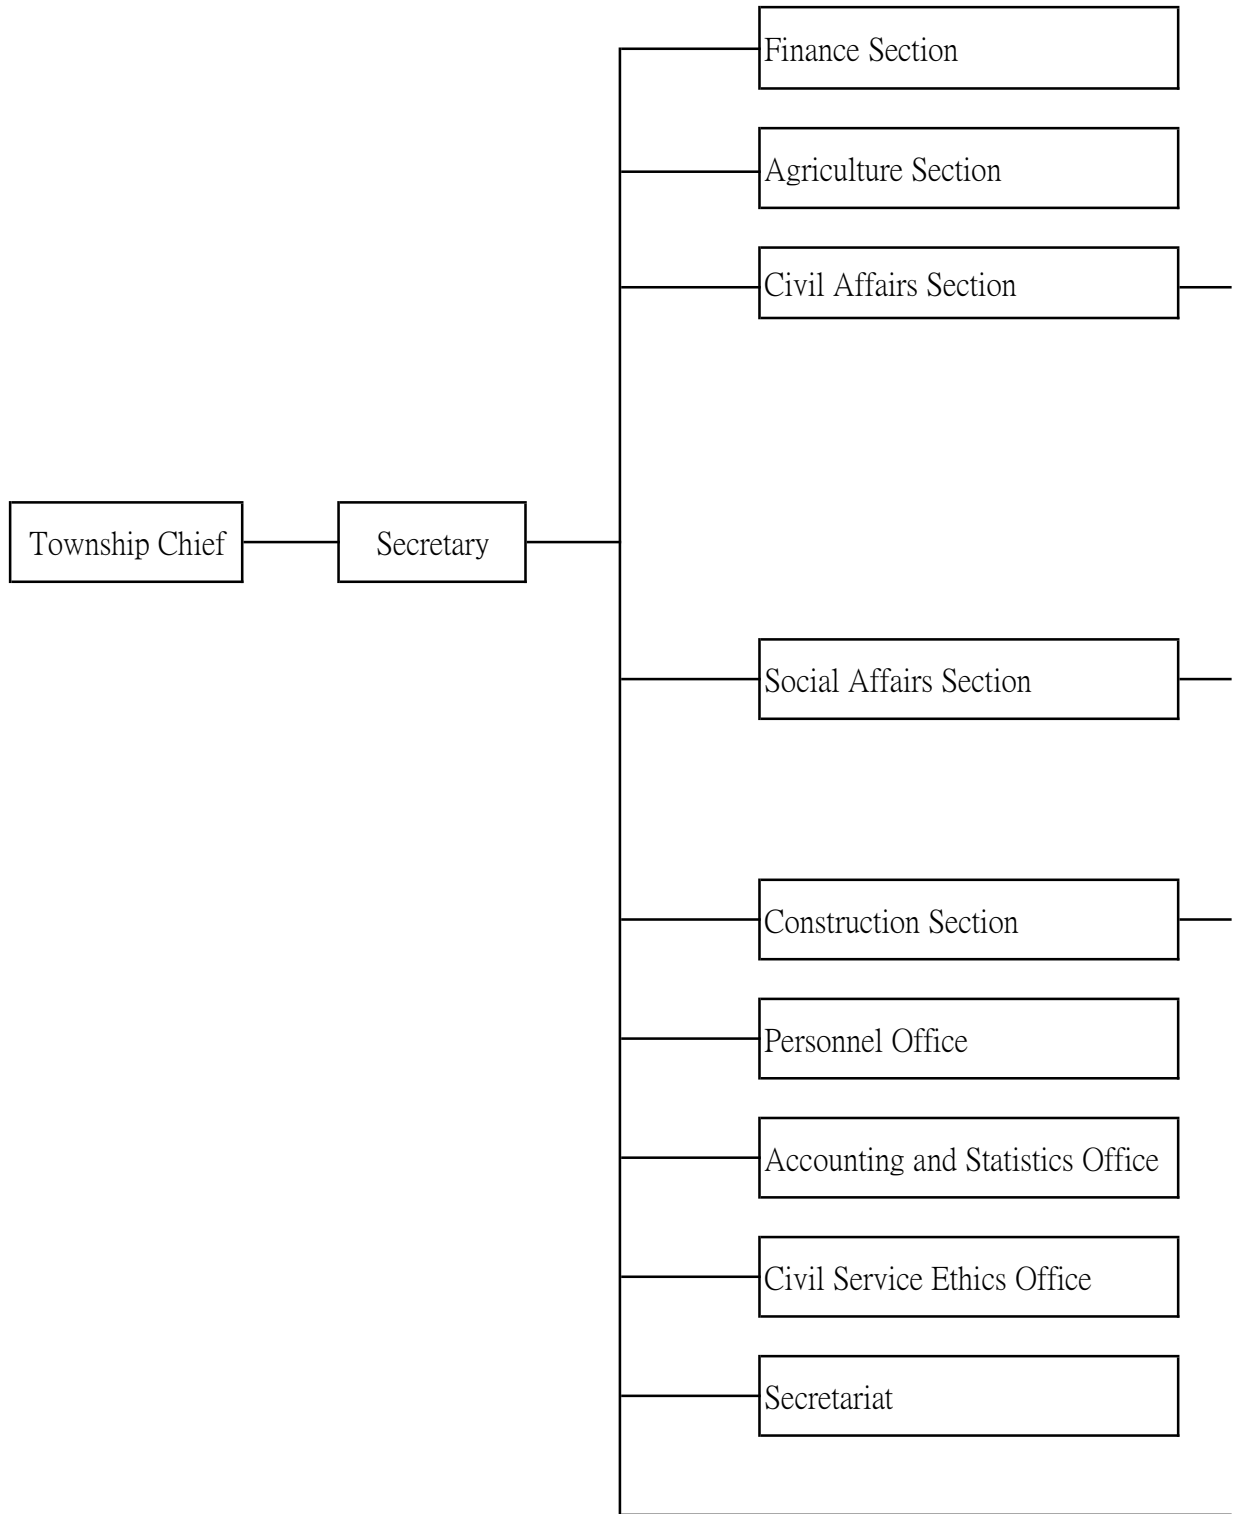 Finance Section
Agriculture Section
Civil Affairs Section
Township Chief
Secretary
Social Affairs Section
Construction Section
Personnel Office
Accounting and Statistics Office
Civil Service Ethics Office
Secretariat